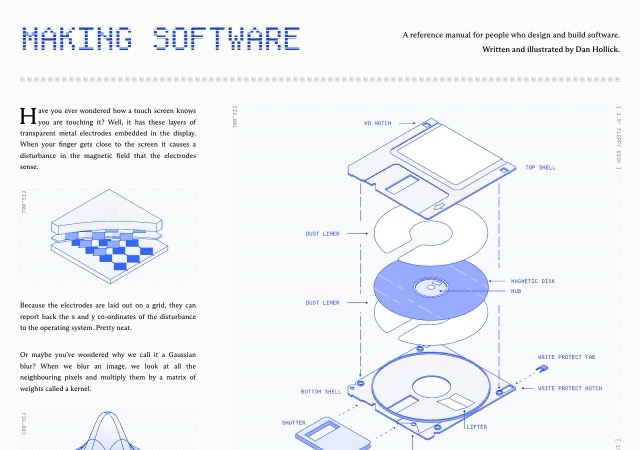 MAKING SOFTWARE
A reference manual for people who design and build software.
Written and illustrated by Dan Hollick.
Have you ever wondered how a touch screen knows
you are touching it? Well, it has these layers of
transparent metal electrodes embedded in the display.
When your finger gets close to the screen it causes a
disturbance in the magnetic field that the electrodes
sense.
FIG.002
Because the electrodes are laid out on a grid, they can
report back the x and y co-ordinates of the disturbance
to the operating system. Pretty neat.
Or maybe you've wondered why we call it a Gaussian
blur? When we blur an image, we look at all the
neighbouring pixels and multiply them by a matrix of
weights called a kernel.
FIG.003
FIG.001
[ 3.5" FLOPPY DISK ]
HD NOTCH
TOP SHELL
DUST LINER
MAGNETIC DISK
HUB
DUST LINER
WRITE PROTECT TAB
WRITE PROTECT NOTCH
BOTTOM SHELL
SHUTTER
LIFTER